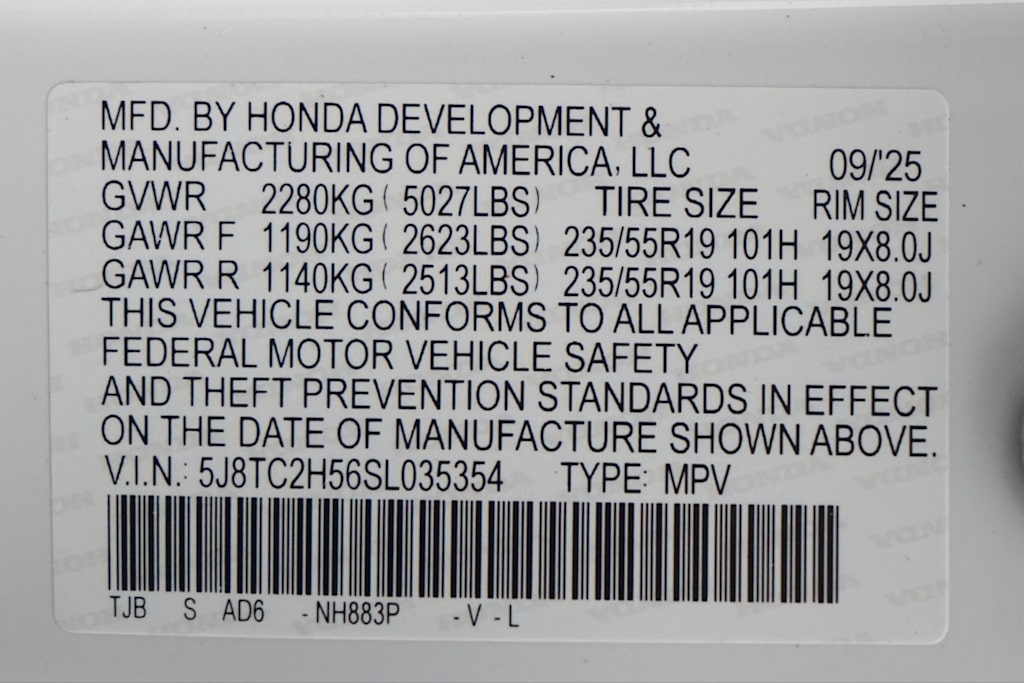 MFD. BY HONDA DEVELOPMENT &
MANUFACTURING OF AMERICA, LLC 09/'25
GVWR 2280KG ( 5027LBS) TIRE SIZE RIM SIZE
GAWR F 1190KG ( 2623LBS) 235/55R19 101H 19X8.0J
GAWR R 1140KG ( 2513LBS) 235/55R19 101H 19X8.0J
THIS VEHICLE CONFORMS TO ALL APPLICABLE
FEDERAL MOTOR VEHICLE SAFETY
AND THEFT PREVENTION STANDARDS IN EFFECT
ON THE DATE OF MANUFACTURE SHOWN ABOVE.
V.I.N.: 5J8TC2H56SL035354 TYPE: MPV
TJB S AD6 -NH883P -V-L